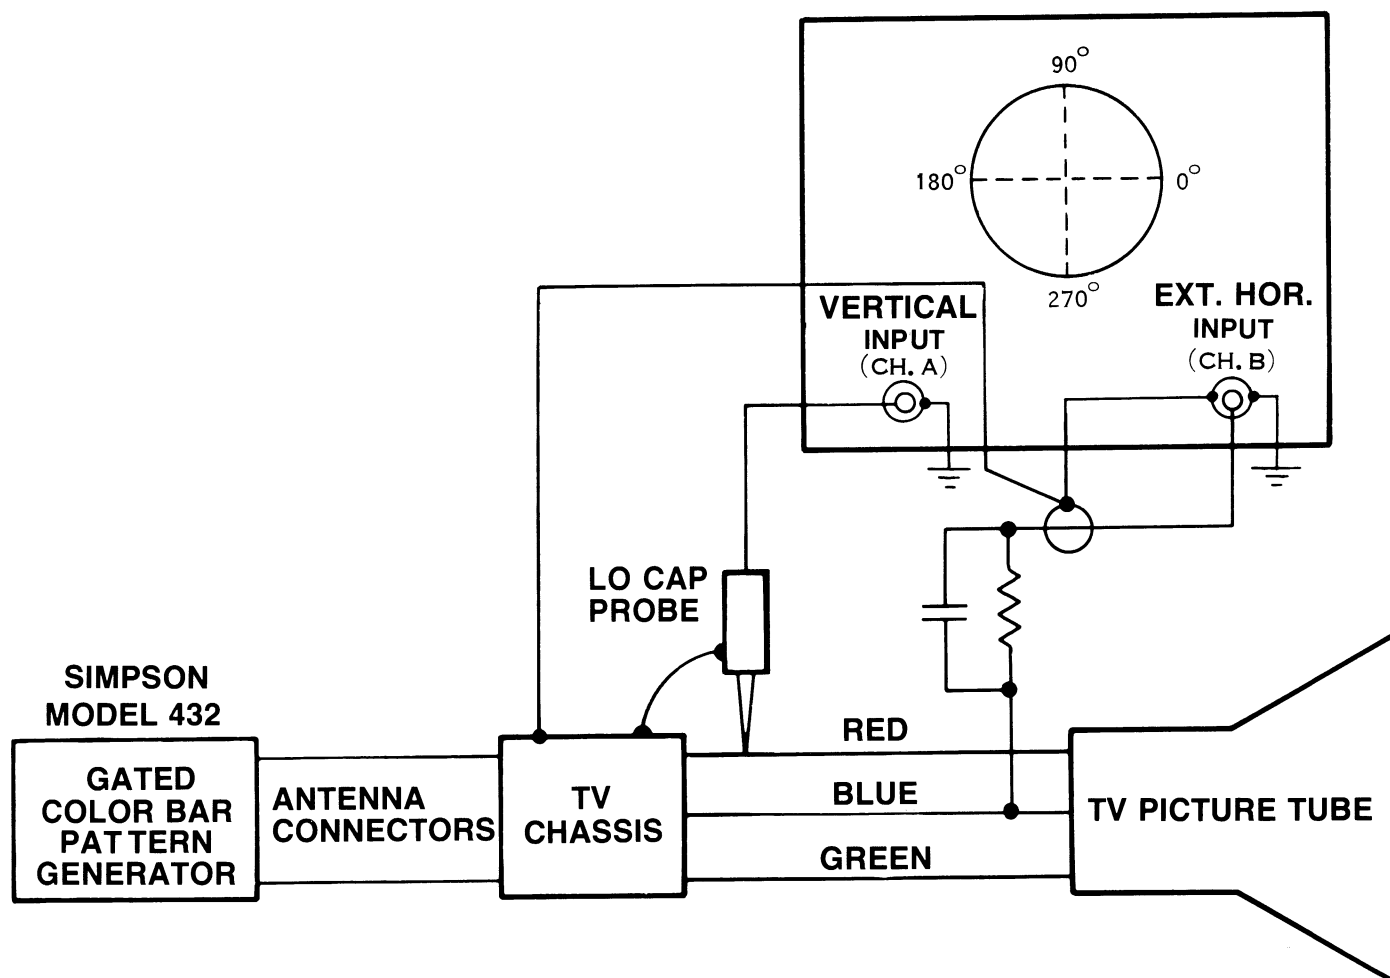 90°
180°
0°
270°
VERTICAL
INPUT
(CH. A)
EXT. HOR.
INPUT
(CH. B)
LO CAP
PROBE
SIMPSON
MODEL 432
GATED
COLOR BAR
PATTERN
GENERATOR
ANTENNA
CONNECTORS
TV
CHASSIS
RED
BLUE
GREEN
TV PICTURE TUBE